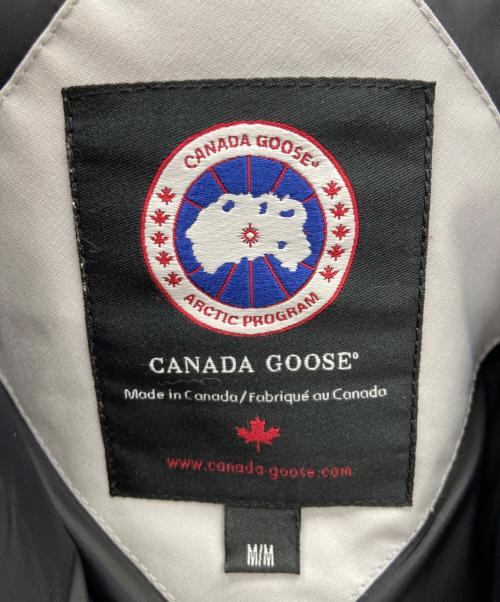 CANADA GOOSE®
ARCTIC PROGRAM
CANADA GOOSE®
Made in Canada/Fabriqué au Canada
www.canada-goose.com
M/M